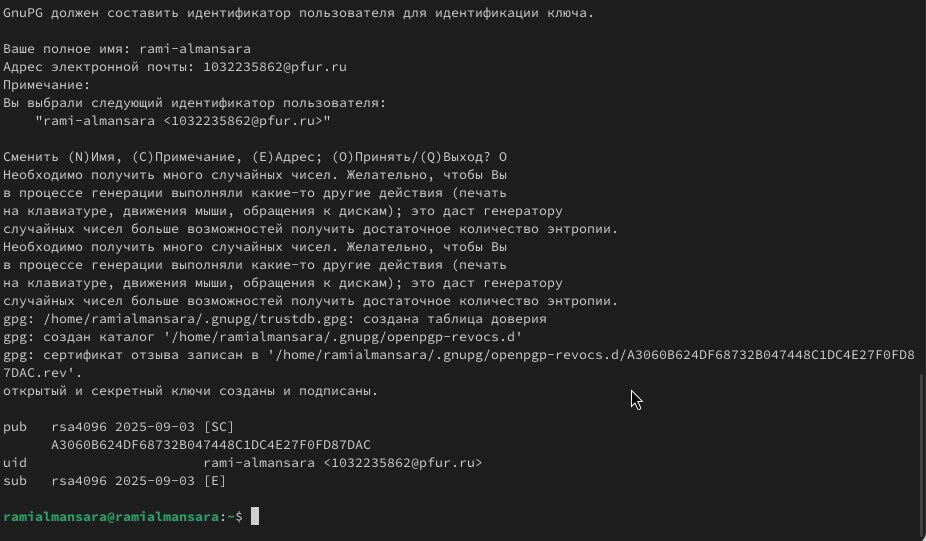 GnuPG должен составить идентификатор пользователя для идентификации ключа.
Ваше полное имя: rami-almansara
Адрес электронной почты: 1032235862@pfur.ru
Примечание:
Вы выбрали следующий идентификатор пользователя:
"rami-almansara <1032235862@pfur.ru>"
Сменить (N)Имя, (C)Примечание, (E)Адрес; (O)Принять/(Q)Выход? O
Необходимо получить много случайных чисел. Желательно, чтобы Вы
в процессе генерации выполняли какие-то другие действия (печать
на клавиатуре, движения мыши, обращения к дискам); это даст генератору
случайных чисел больше возможностей получить достаточное количество энтропии.
Необходимо получить много случайных чисел. Желательно, чтобы Вы
в процессе генерации выполняли какие-то другие действия (печать
на клавиатуре, движения мыши, обращения к дискам); это даст генератору
случайных чисел больше возможностей получить достаточное количество энтропии.
gpg: /home/ramialmansara/.gnupg/trustdb.gpg: создана таблица доверия
gpg: создан каталог '/home/ramialmansara/.gnupg/openpgp-revocs.d'
gpg: сертификат отзыва записан в '/home/ramialmansara/.gnupg/openpgp-revocs.d/A3060B624DF68732B047448C1DC4E27F0FD8
7DAC.rev'.
открытый и секретный ключи созданы и подписаны.
pub   rsa4096 2025-09-03 [SC]
A3060B624DF68732B047448C1DC4E27F0FD87DAC
uid                      rami-almansara <1032235862@pfur.ru>
sub   rsa4096 2025-09-03 [E]
ramialmansara@ramialmansara:~$